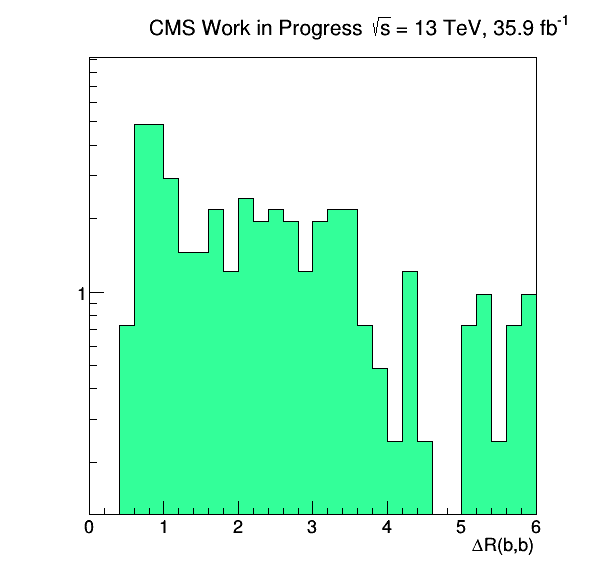 CMS Work in Progress √s = 13 TeV, 35.9 fb⁻¹
1
0 1 2 3 4 5 6
ΔR(b,b)